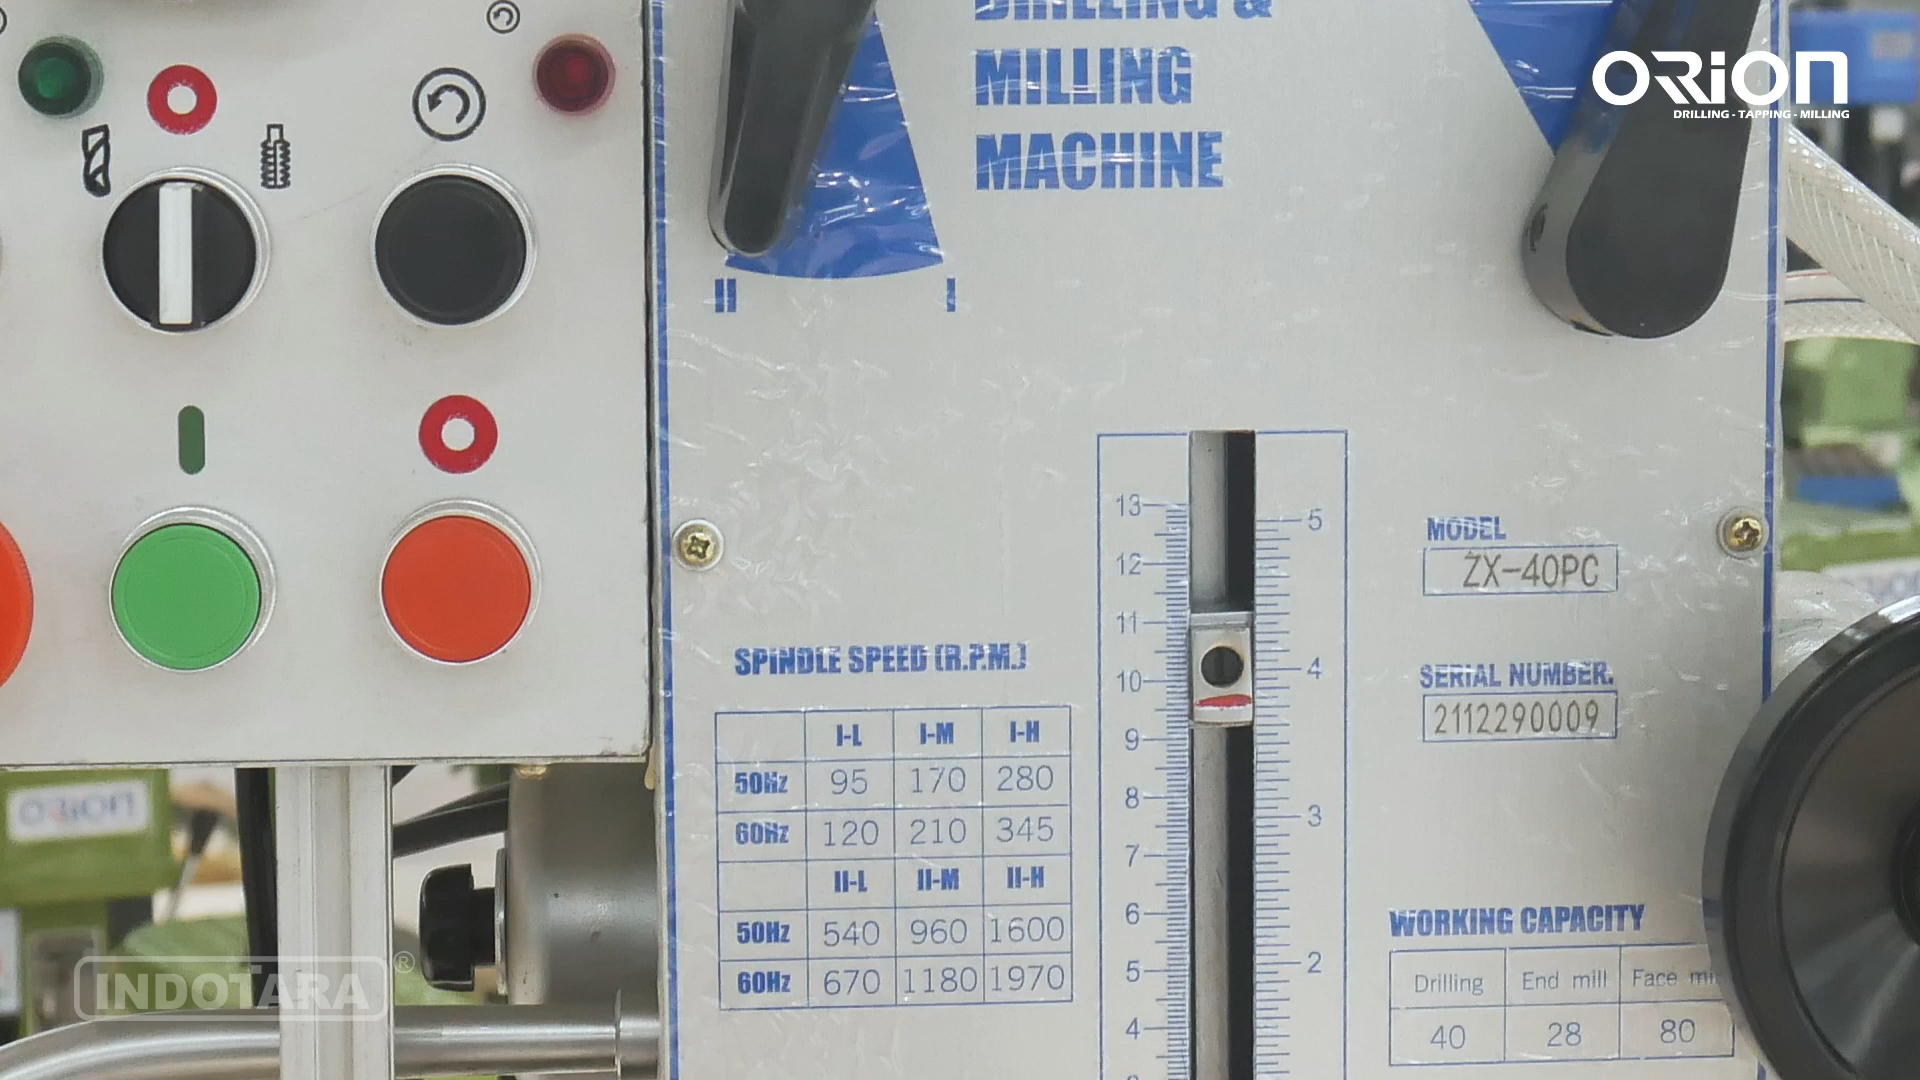 DRILLING &
MILLING
MACHINE
ORION
DRILLING - TAPPING - MILLING
II I
13
12
11
10
9
8
7
6
5
4
5
4
3
2
MODEL
ZX-40PC
SERIAL NUMBER.
2112290009
SPINDLE SPEED (R.P.M.)
I-L I-M I-H
50Hz 95 170 280
60Hz 120 210 345
II-L II-M II-H
50Hz 540 960 1600
60Hz 670 1180 1970
WORKING CAPACITY
Drilling End mill Face
40 28 80
ORION
INDOTARA®